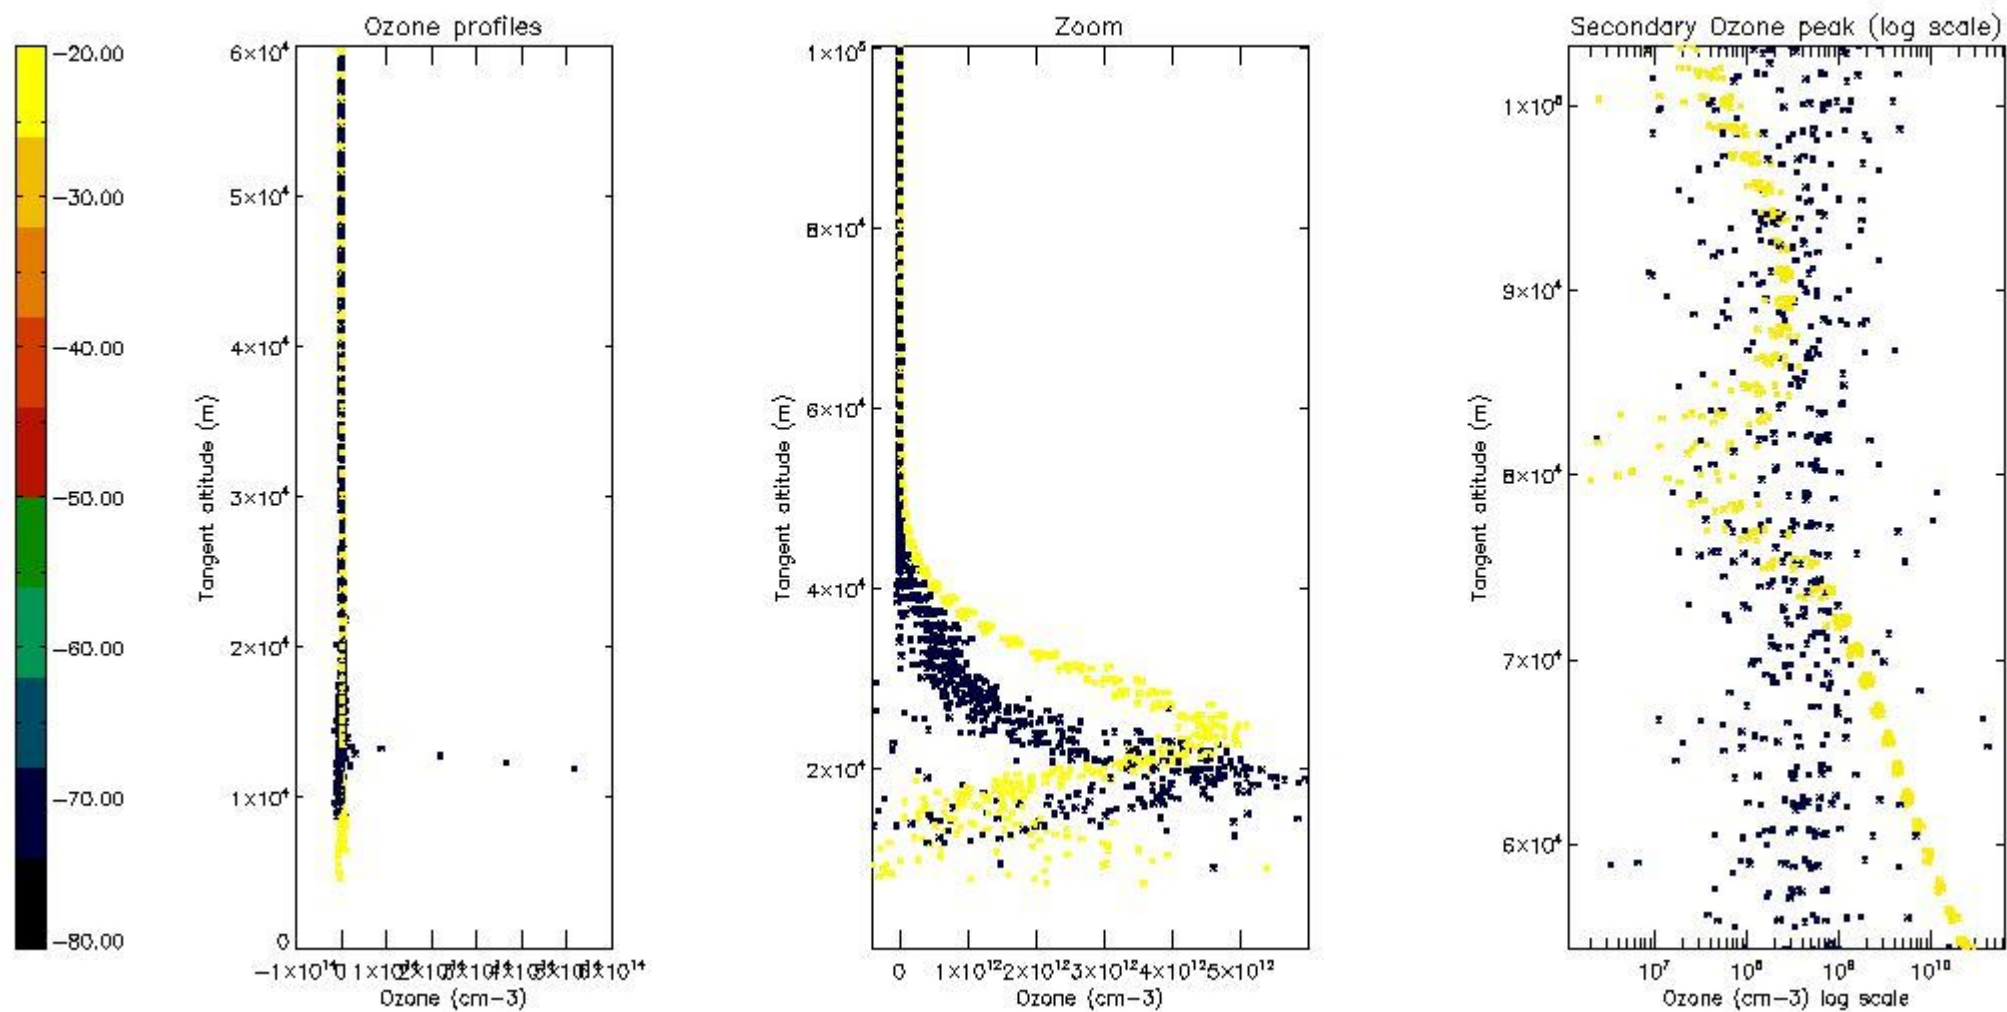 Ozone profiles
Zoom
Secondary Ozone peak (log scale)
-20.00
-30.00
-40.00
-50.00
-60.00
-70.00
-80.00
6×10⁴
5×10⁴
4×10⁴
3×10⁴
2×10⁴
1×10⁴
0
Tangent altitude (m)
Ozone (cm-3)
1×10⁵
8×10⁴
6×10⁴
4×10⁴
2×10⁴
Tangent altitude (m)
0 1×10¹² 2×10¹² 3×10¹² 4×10¹² 5×10¹²
Ozone (cm-3)
9×10⁴
8×10⁴
7×10⁴
6×10⁴
Tangent altitude (m)
10⁷ 10⁸ 10⁹ 10¹⁰
Ozone (cm-3) log scale